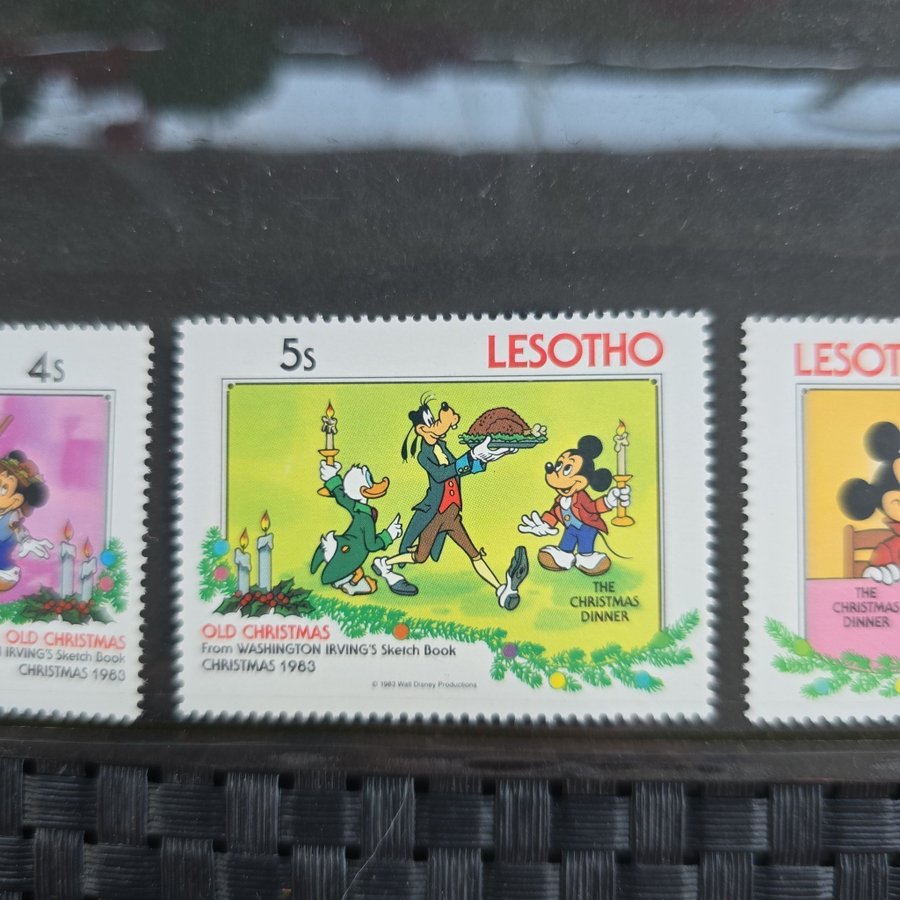 4s
OLD CHRISTMAS
IRVING'S Sketch Book
CHRISTMAS 1983
5s
LESOTHO
THE
CHRISTMAS
DINNER
OLD CHRISTMAS
From WASHINGTON IRVING'S Sketch Book
CHRISTMAS 1983
© 1983 Walt Disney Productions
LESOT
THE
CHRISTMAS
DINNER